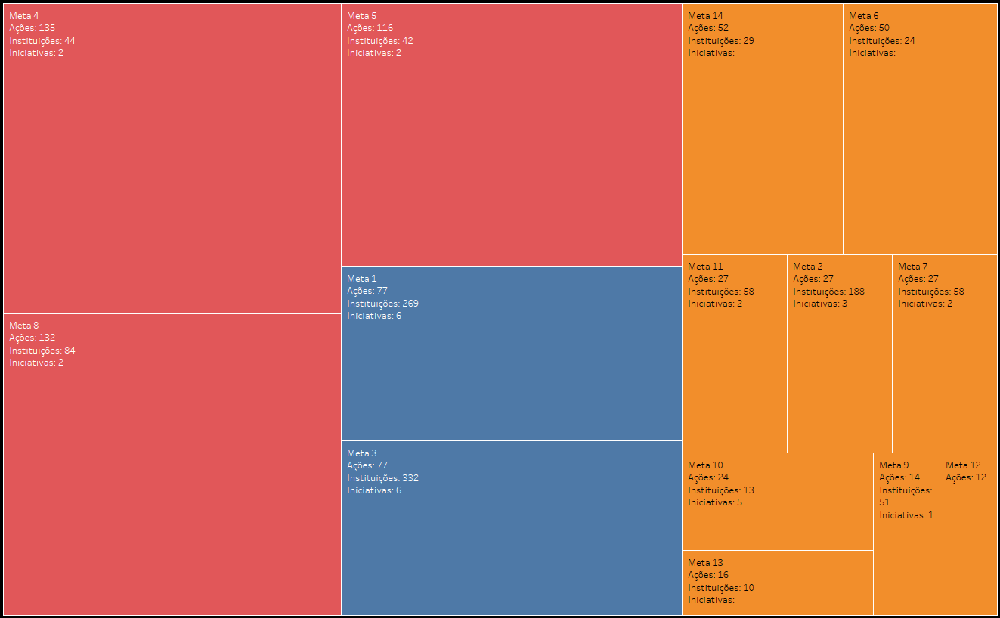 Meta 4
Ações: 135
Instituições: 44
Iniciativas: 2
Meta 8
Ações: 132
Instituições: 84
Iniciativas: 2
Meta 5
Ações: 116
Instituições: 42
Iniciativas: 2
Meta 1
Ações: 77
Instituições: 269
Iniciativas: 6
Meta 3
Ações: 77
Instituições: 332
Iniciativas: 6
Meta 14
Ações: 52
Instituições: 29
Iniciativas:
Meta 6
Ações: 50
Instituições: 24
Iniciativas:
Meta 11
Ações: 27
Instituições: 58
Iniciativas: 2
Meta 2
Ações: 27
Instituições: 188
Iniciativas: 3
Meta 7
Ações: 27
Instituições: 58
Iniciativas: 2
Meta 10
Ações: 24
Instituições: 13
Iniciativas: 5
Meta 13
Ações: 16
Instituições: 10
Iniciativas:
Meta 9
Ações: 14
Instituições:
51
Iniciativas: 1
Meta 12
Ações: 12